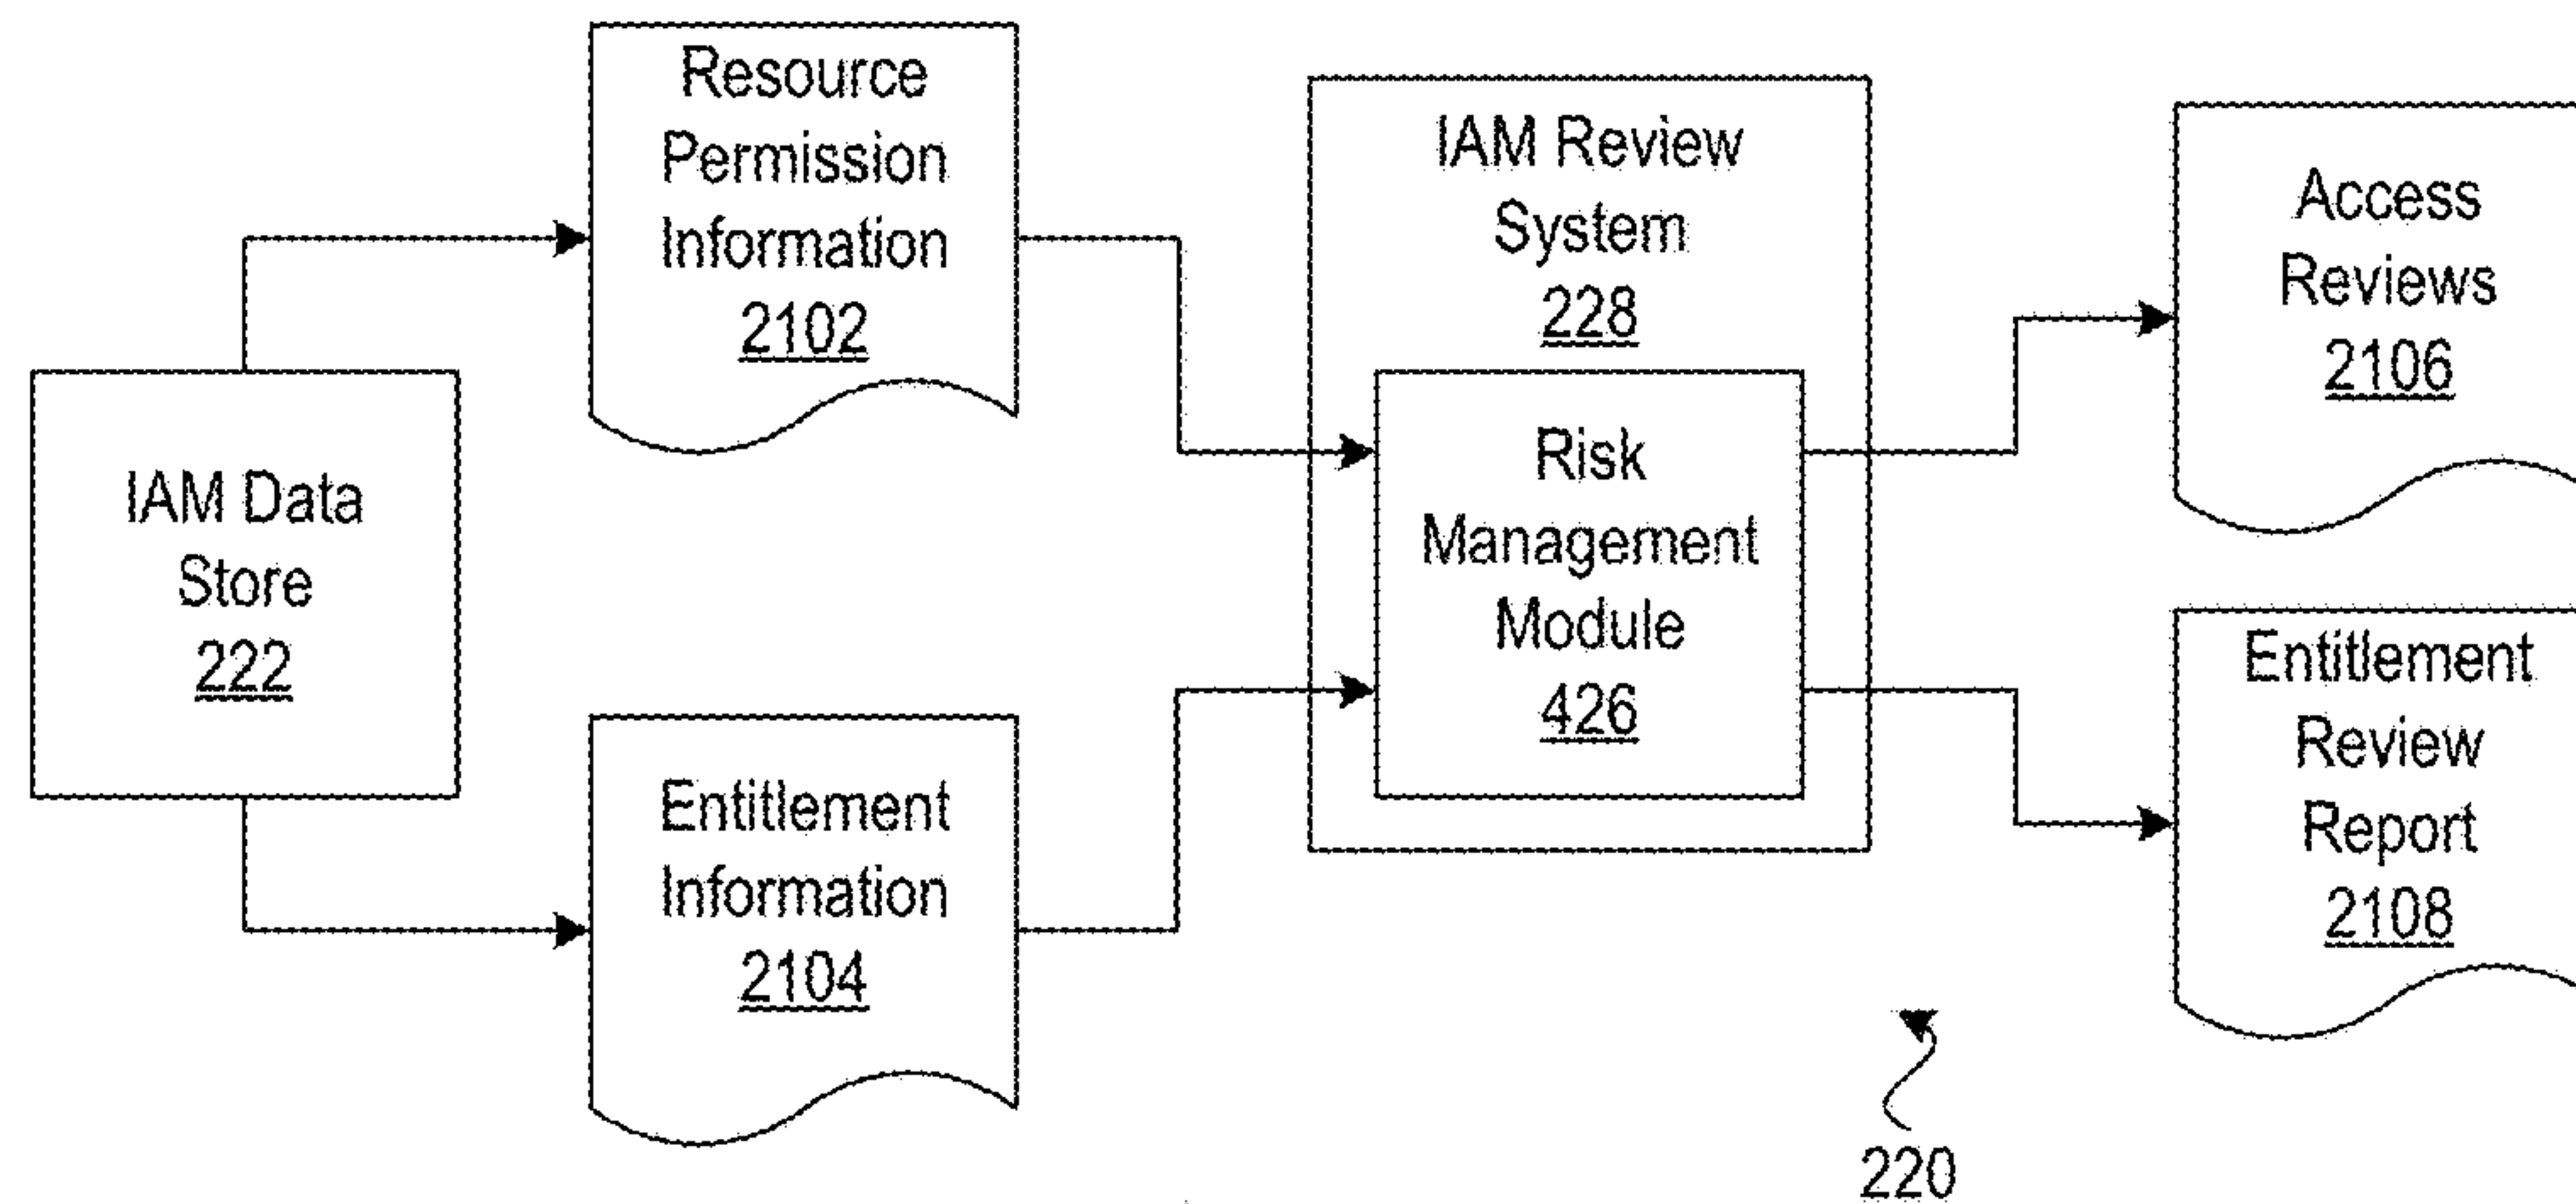 Resource
Permission
Information
2102
IAM Data
Store
222
Entitlement
Information
2104
IAM Review
System
228
Risk
Management
Module
426
Access
Reviews
2106
Entitlement
Review
Report
2108
220